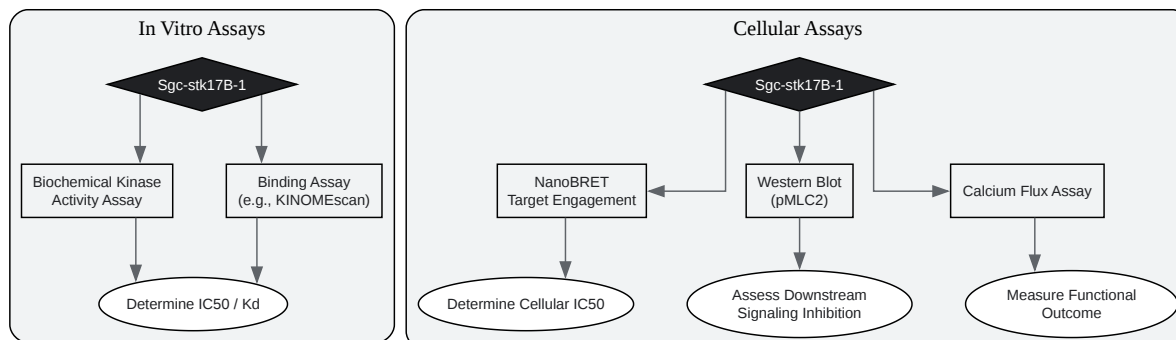 In Vitro Assays
Sgc-stk17B-1
Biochemical Kinase
Activity Assay
Binding Assay
(e.g., KINOMEscan)
Determine IC50 / Kd
Cellular Assays
Sgc-stk17B-1
NanoBRET
Target Engagement
Western Blot
(pMLC2)
Calcium Flux Assay
Determine Cellular IC50
Assess Downstream
Signaling Inhibition
Measure Functional
Outcome